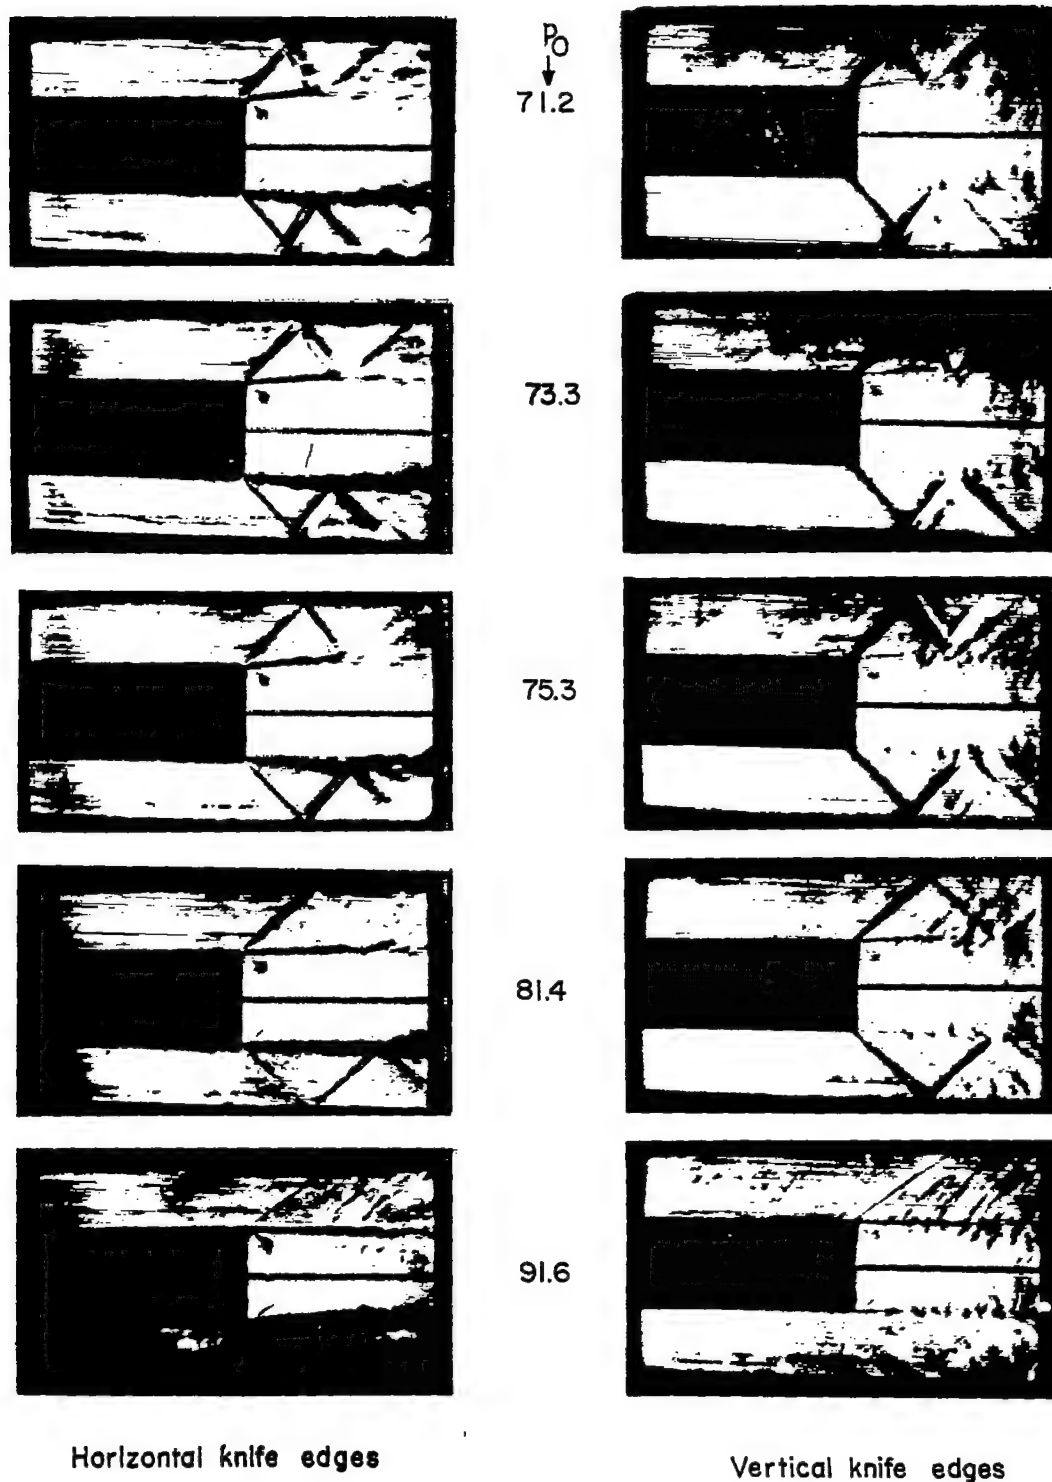 P0
71.2
73.3
75.3
81.4
91.6
Horizontal knife edges
Vertical knife edges